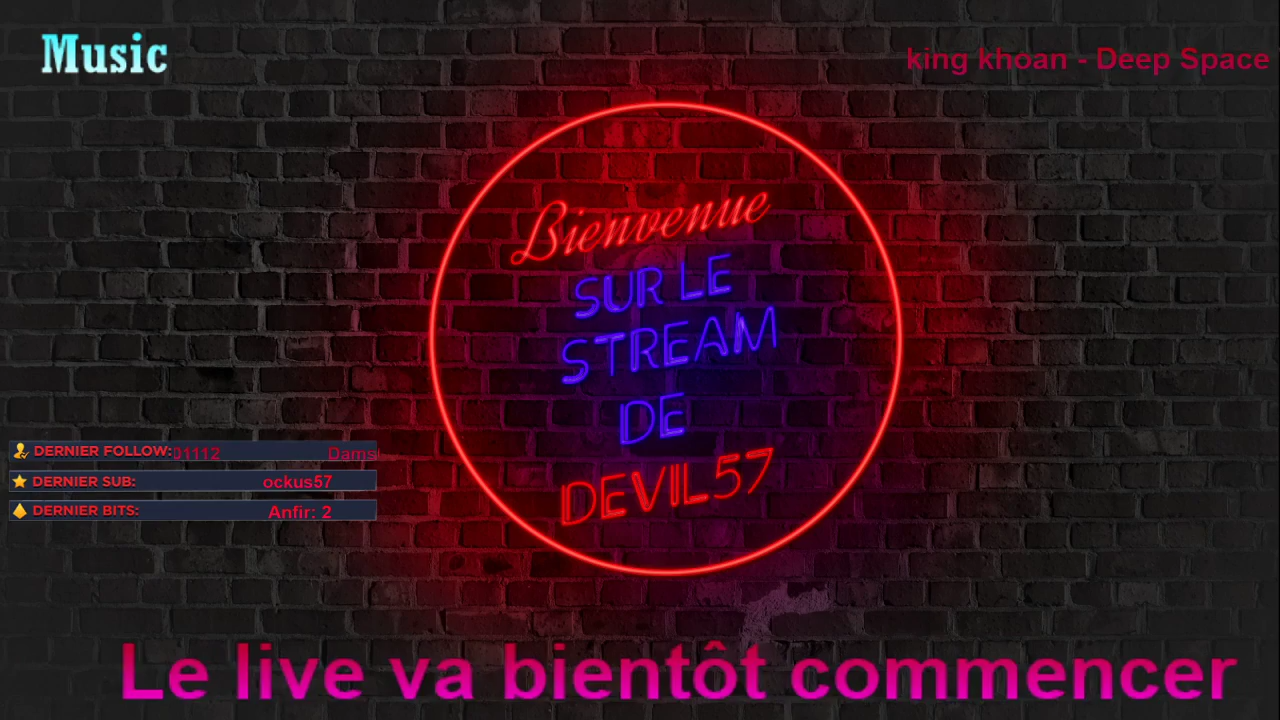 Music
king khoan - Deep Space
Bienvenue
SUR LE
STREAM
DE
DEVIL57
DERNIER FOLLOW: 01112 Dams
DERNIER SUB: ockus57
DERNIER BITS: Anfir: 2
Le live va bientôt commencer